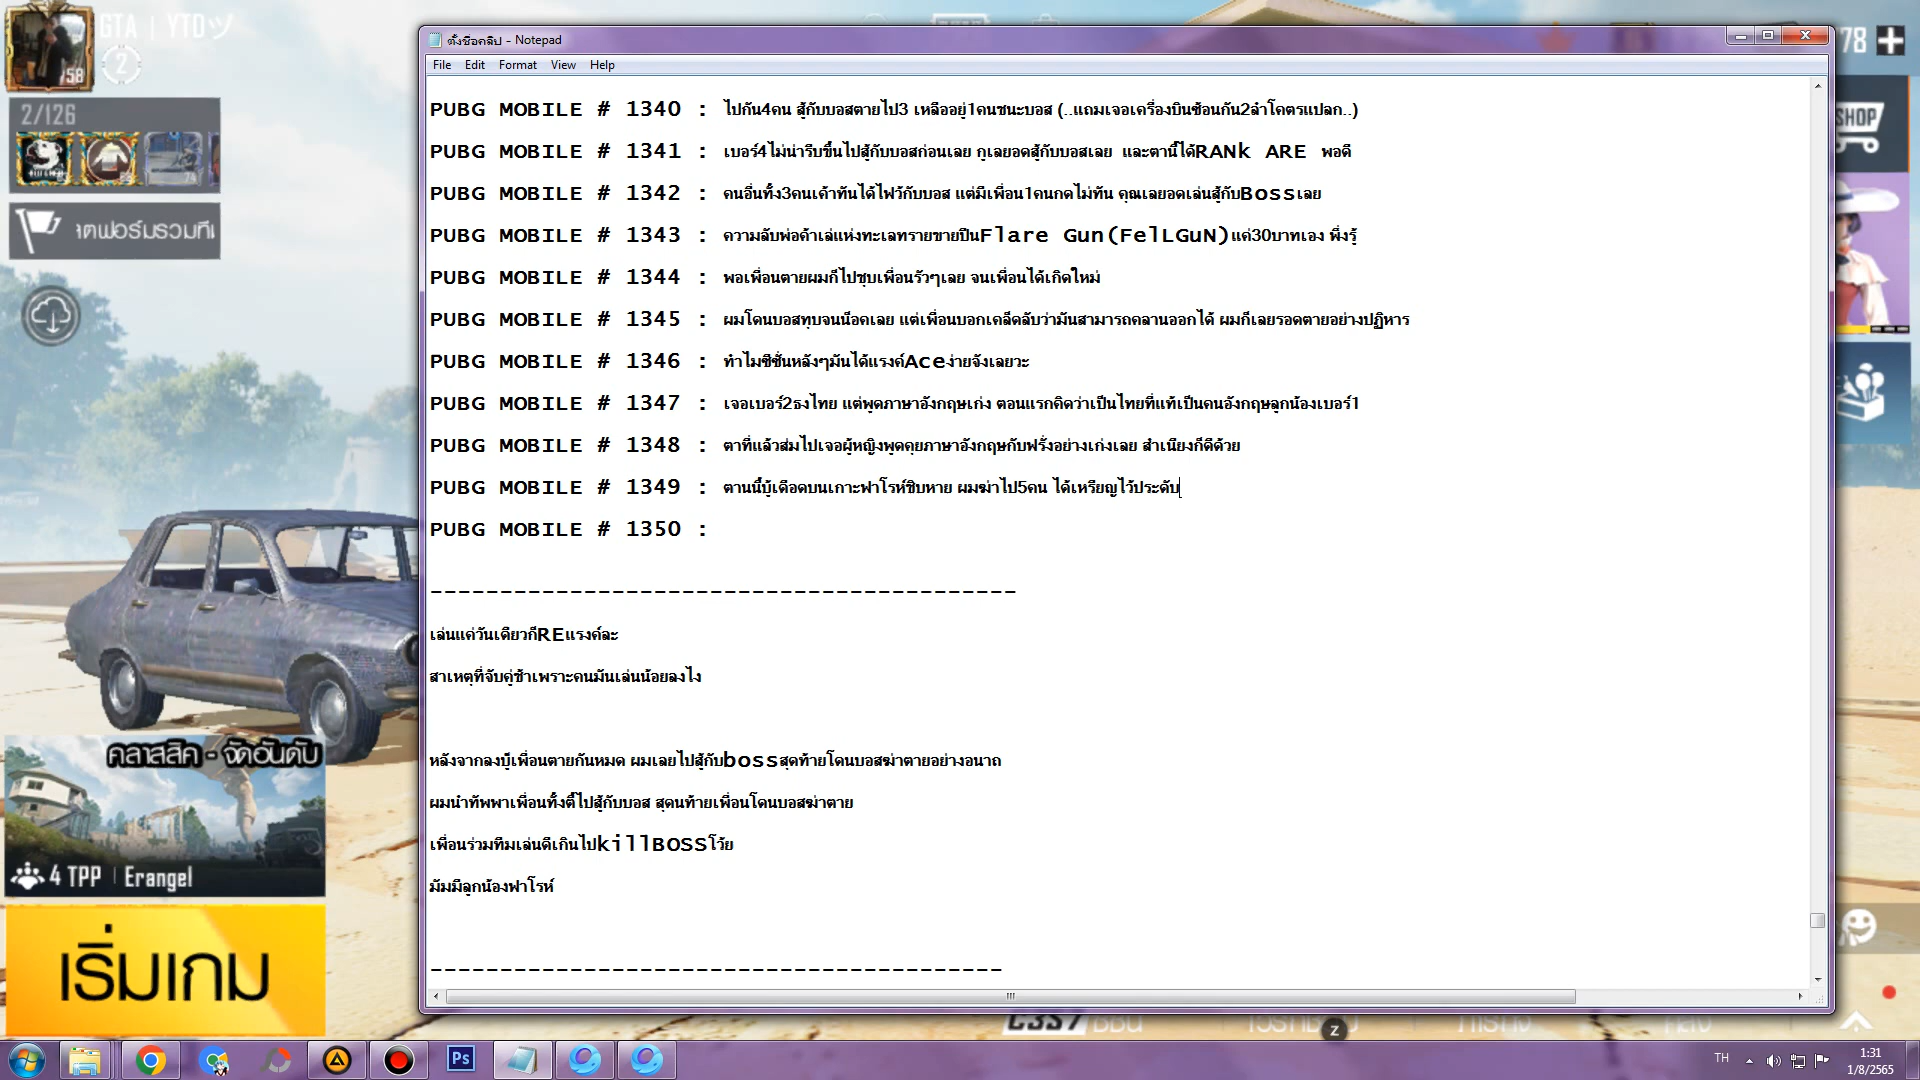 GTA | YTDツ
2
58
2/126
ตฟอร์มรวมที
คลาสสิค - จัดอันดับ
4 TPP | Erangel
เริ่มเกม
ตั้งชื่อคลิป - Notepad
File Edit Format View Help
PUBG MOBILE # 1340 : ไปกัน4คน สู้กับบอสตายไป3 เหลืออยู่1คนชนะบอส (..แถมเจอเครื่องบินซ้อนกัน2ลำโคตรแปลก..)
PUBG MOBILE # 1341 : เบอร์4ไม่น่ารีบขึ้นไปสู้กับบอสก่อนเลย กูเลยอดสู้กับบอสเลย และตานี้ได้RANk ARE พอดี
PUBG MOBILE # 1342 : คนอื่นทั้ง3คนเค้าทันได้ไฟว้กับบอส แต่มีเพื่อน1คนกดไม่ทัน คุณเลยอดเล่นสู้กับBossเลย
PUBG MOBILE # 1343 : ความลับพ่อค้าเล่แห่งทะเลทรายขายปืนFlare Gun(FelLGuN)แค่30บาทเอง พึ่งรู้
PUBG MOBILE # 1344 : พอเพื่อนตายผมก็ไปชุบเพื่อนรัวๆเลย จนเพื่อนได้เกิดใหม่
PUBG MOBILE # 1345 : ผมโดนบอสทุบจนน็อคเลย แต่เพื่อนบอกเคล็ดลับว่ามันสามารถคลานออกได้ ผมก็เลยรอดตายอย่างปฏิหาร
PUBG MOBILE # 1346 : ทำไมซีซั่นหลังๆมันได้แรงค์Aceง่ายจังเลยวะ
PUBG MOBILE # 1347 : เจอเบอร์2ธงไทย แต่พูดภาษาอังกฤษเก่ง ตอนแรกคิดว่าเป็นไทยที่แท้เป็นคนอังกฤษลูกน้องเบอร์1
PUBG MOBILE # 1348 : ตาที่แล้วส่มไปเจอผู้หญิงพูดคุยภาษาอังกฤษกับฟรั่งอย่างเก่งเลย สำเนียงก็ดีด้วย
PUBG MOBILE # 1349 : ตานนี้บู้เดือดบนเกาะฟาโรห์ชิบหาย ผมฆ่าไป5คน ได้เหรียญไว้ประดับ
PUBG MOBILE # 1350 :
------------------------------------------
เล่นแค่วันเดียวก็REแรงค์ละ
สาเหตุที่จับคู่ช้าเพราะคนมันเล่นน้อยลงไง
หลังจากลงบู้เพื่อนตายกันหมด ผมเลยไปสู้กับbossสุดท้ายโดนบอสฆ่าตายอย่างอนาถ
ผมนำทัพพาเพื่อนทั้งตี้ไปสู้กับบอส สุดนท้ายเพื่อนโดนบอสฆ่าตาย
เพื่อนร่วมทีมเล่นดีเกินไปkillBOSSโว้ย
มัมมีลูกน้องฟาโรห์
-----------------------------------------
78
SHOP
C3S7
Z
Ps
TH
1:31
1/8/2565